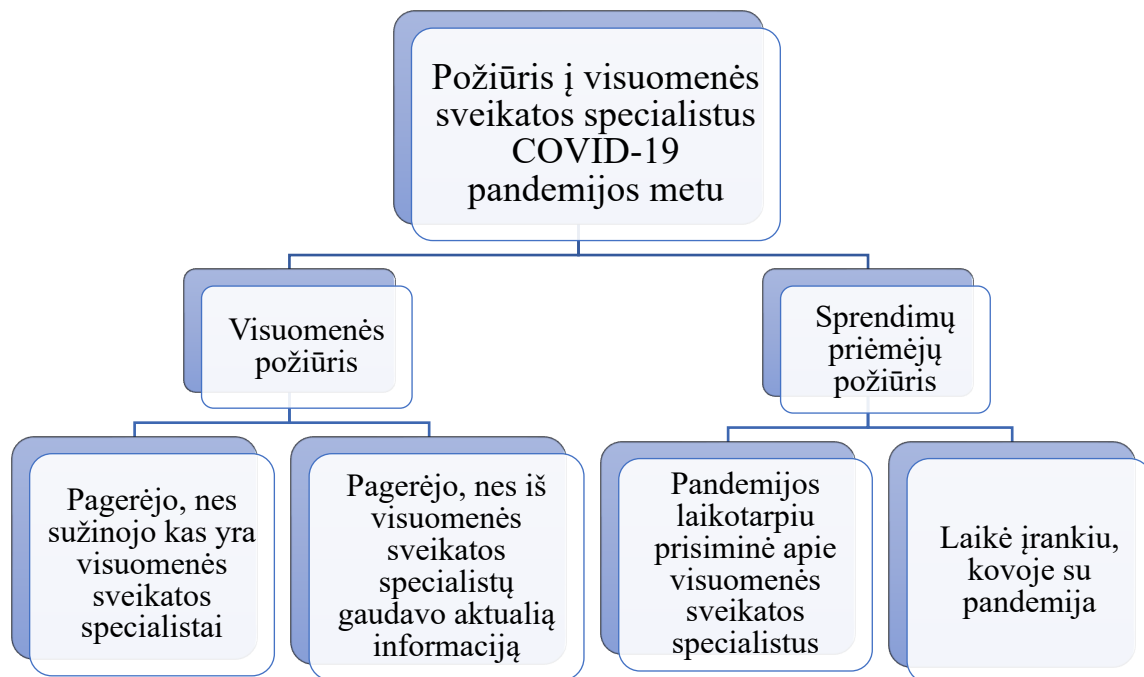 Požiūris į visuomenės
sveikatos specialistus
COVID-19
pandemijos metu
Visuomenės
požiūris
Sprendimų
priėmėjų
požiūris
Pagerėjo, nes
sužinojo kas yra
visuomenės
sveikatos
specialistai
Pagerėjo, nes iš
visuomenės
sveikatos
specialistų
gaudavo aktualią
informaciją
Pandemijos
laikotarpiu
prisiminė apie
visuomenės
sveikatos
specialistus
Laikė įrankiu,
kovoje su
pandemija